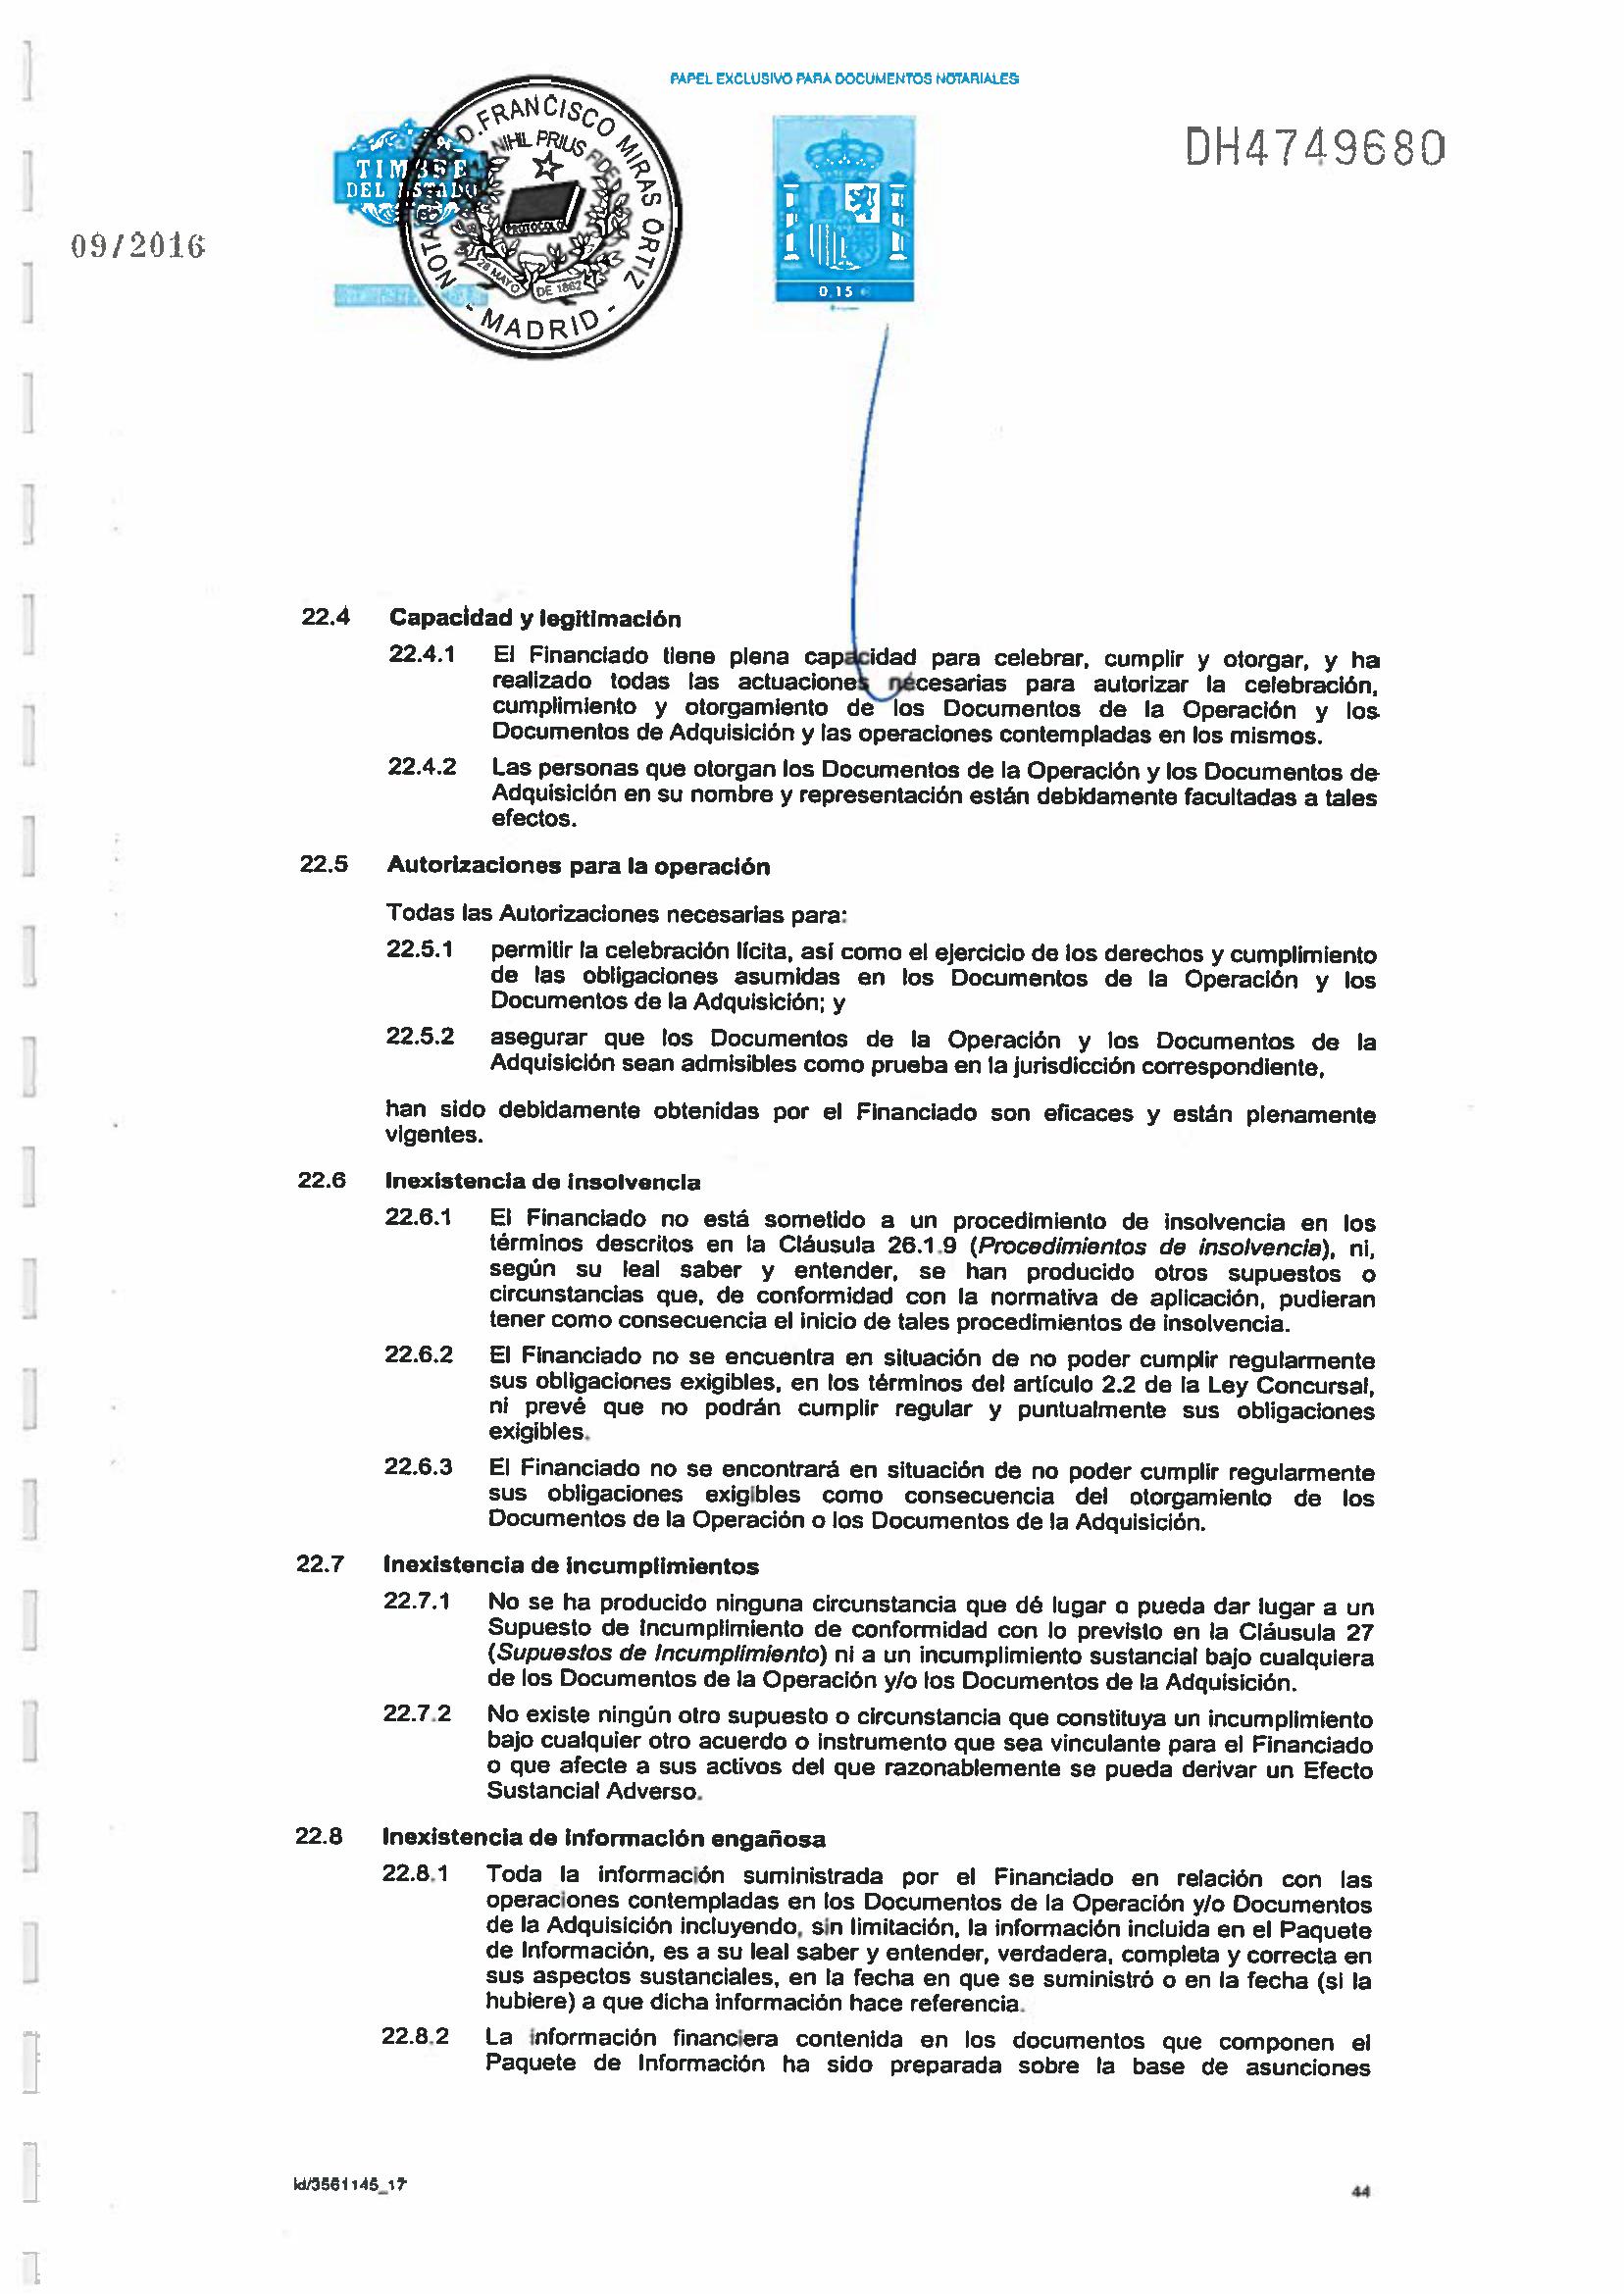 PAPEL EXCLUSIVO PARA DOCUMENTOS NOTARIALES
DH4749680
TIMBRE
DEL ESTADO
NOTARIA D. FRANCISCO MIRAS ORTIZ
- MADRID -
NIHIL PRIUS FIDE
PROTOCOLO
28 MAYO DE 1862
0,15 €
09/2016
22.4 Capacidad y legitimación
22.4.1 El Financiado tiene plena capacidad para celebrar, cumplir y otorgar, y ha
realizado todas las actuaciones necesarias para autorizar la celebración,
cumplimiento y otorgamiento de los Documentos de la Operación y los
Documentos de Adquisición y las operaciones contempladas en los mismos.
22.4.2 Las personas que otorgan los Documentos de la Operación y los Documentos de
Adquisición en su nombre y representación están debidamente facultadas a tales
efectos.
22.5 Autorizaciones para la operación
Todas las Autorizaciones necesarias para:
22.5.1 permitir la celebración lícita, así como el ejercicio de los derechos y cumplimiento
de las obligaciones asumidas en los Documentos de la Operación y los
Documentos de la Adquisición; y
22.5.2 asegurar que los Documentos de la Operación y los Documentos de la
Adquisición sean admisibles como prueba en la jurisdicción correspondiente,
han sido debidamente obtenidas por el Financiado son eficaces y están plenamente
vigentes.
22.6 Inexistencia de insolvencia
22.6.1 El Financiado no está sometido a un procedimiento de insolvencia en los
términos descritos en la Cláusula 26.1.9 (Procedimientos de insolvencia), ni,
según su leal saber y entender, se han producido otros supuestos o
circunstancias que, de conformidad con la normativa de aplicación, pudieran
tener como consecuencia el inicio de tales procedimientos de insolvencia.
22.6.2 El Financiado no se encuentra en situación de no poder cumplir regularmente
sus obligaciones exigibles, en los términos del artículo 2.2 de la Ley Concursal,
ni prevé que no podrán cumplir regular y puntualmente sus obligaciones
exigibles.
22.6.3 El Financiado no se encontrará en situación de no poder cumplir regularmente
sus obligaciones exigibles como consecuencia del otorgamiento de los
Documentos de la Operación o los Documentos de la Adquisición.
22.7 Inexistencia de incumplimientos
22.7.1 No se ha producido ninguna circunstancia que dé lugar o pueda dar lugar a un
Supuesto de Incumplimiento de conformidad con lo previsto en la Cláusula 27
(Supuestos de Incumplimiento) ni a un incumplimiento sustancial bajo cualquiera
de los Documentos de la Operación y/o los Documentos de la Adquisición.
22.7.2 No existe ningún otro supuesto o circunstancia que constituya un incumplimiento
bajo cualquier otro acuerdo o instrumento que sea vinculante para el Financiado
o que afecte a sus activos del que razonablemente se pueda derivar un Efecto
Sustancial Adverso.
22.8 Inexistencia de información engañosa
22.8.1 Toda la información suministrada por el Financiado en relación con las
operaciones contempladas en los Documentos de la Operación y/o Documentos
de la Adquisición incluyendo, sin limitación, la información incluida en el Paquete
de Información, es a su leal saber y entender, verdadera, completa y correcta en
sus aspectos sustanciales, en la fecha en que se suministró o en la fecha (si la
hubiere) a que dicha información hace referencia.
22.8.2 La información financiera contenida en los documentos que componen el
Paquete de Información ha sido preparada sobre la base de asunciones
id/3561145_17
44